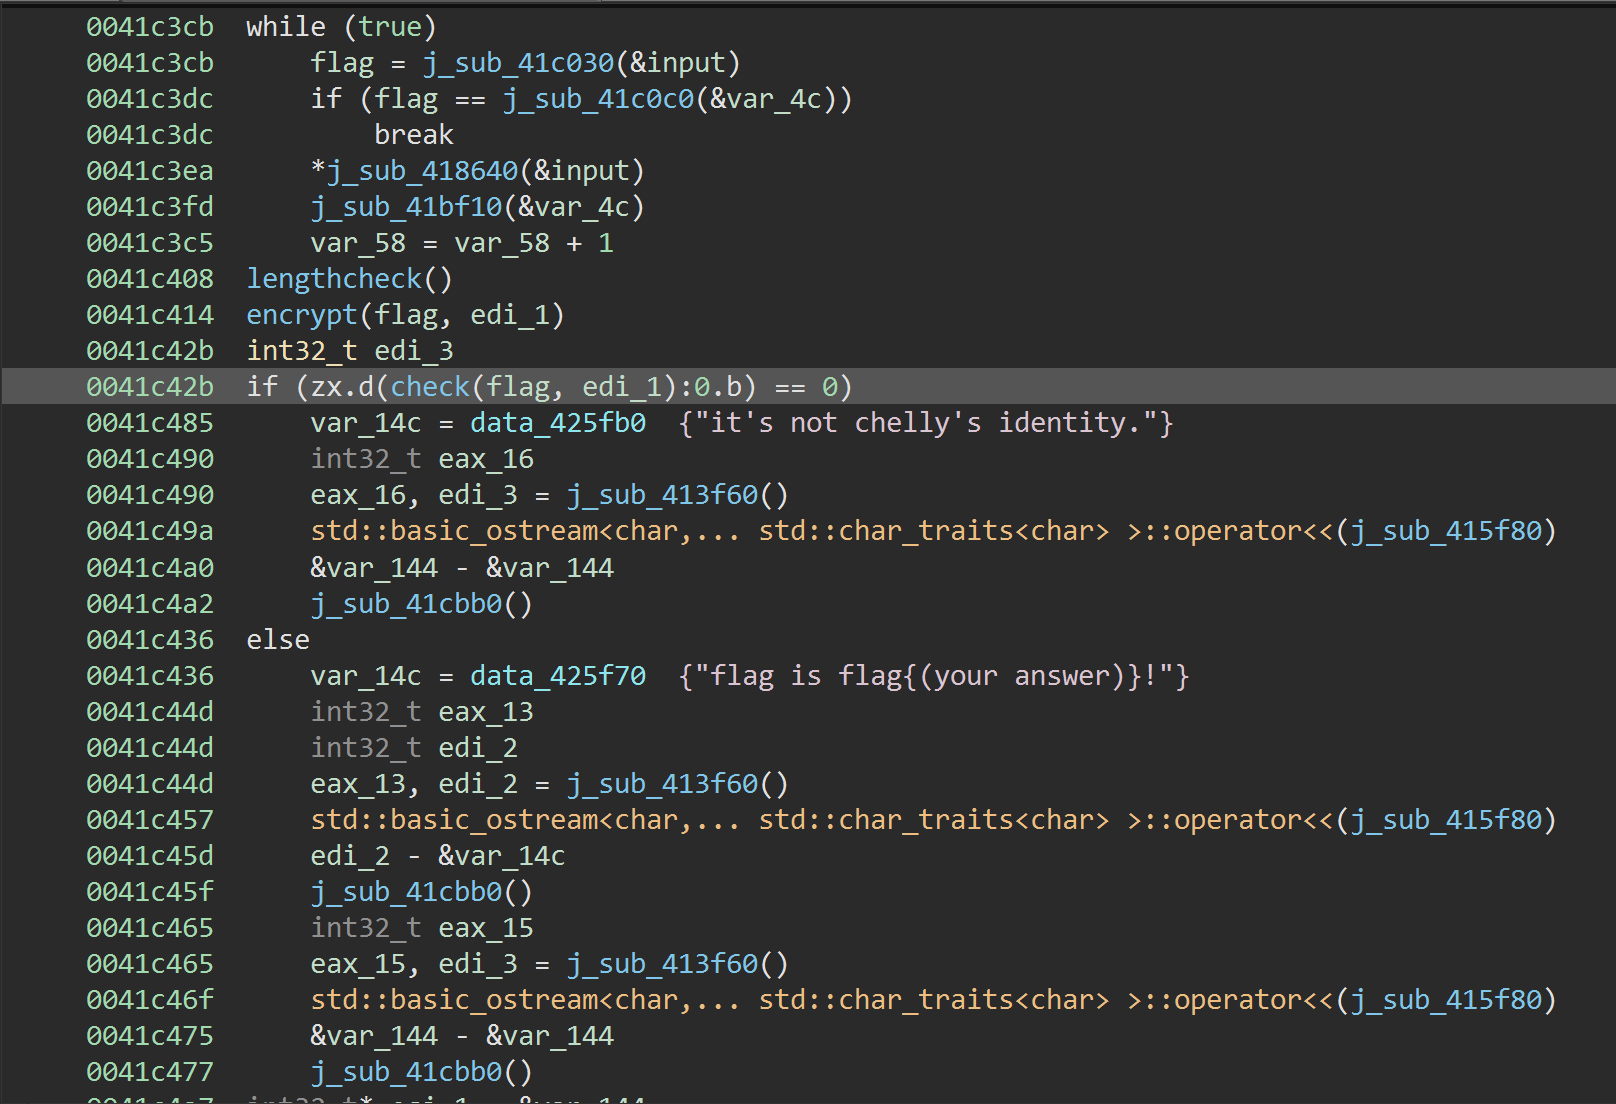 0041c3cb  while (true)
0041c3cb      flag = j_sub_41c030(&input)
0041c3dc      if (flag == j_sub_41c0c0(&var_4c))
0041c3dc          break
0041c3ea      *j_sub_418640(&input)
0041c3fd      j_sub_41bf10(&var_4c)
0041c3c5      var_58 = var_58 + 1
0041c408  lengthcheck()
0041c414  encrypt(flag, edi_1)
0041c42b  int32_t edi_3
0041c42b  if (zx.d(check(flag, edi_1):0.b) == 0)
0041c485      var_14c = data_425fb0  {"it's not chelly's identity."}
0041c490      int32_t eax_16
0041c490      eax_16, edi_3 = j_sub_413f60()
0041c49a      std::basic_ostream<char,... std::char_traits<char> >::operator<<(j_sub_415f80)
0041c4a0      &var_144 - &var_144
0041c4a2      j_sub_41cbb0()
0041c436  else
0041c436      var_14c = data_425f70  {"flag is flag{(your answer)}!"}
0041c44d      int32_t eax_13
0041c44d      int32_t edi_2
0041c44d      eax_13, edi_2 = j_sub_413f60()
0041c457      std::basic_ostream<char,... std::char_traits<char> >::operator<<(j_sub_415f80)
0041c45d      edi_2 - &var_14c
0041c45f      j_sub_41cbb0()
0041c465      int32_t eax_15
0041c465      eax_15, edi_3 = j_sub_413f60()
0041c46f      std::basic_ostream<char,... std::char_traits<char> >::operator<<(j_sub_415f80)
0041c475      &var_144 - &var_144
0041c477      j_sub_41cbb0()